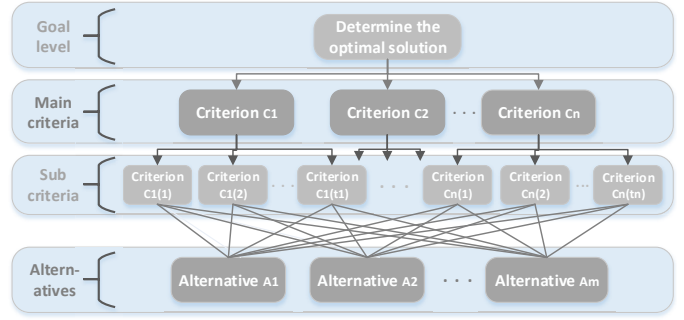 Goal
level
Determine the
optimal solution
Main
criteria
Criterion C1
Criterion C2
. . .
Criterion Cn
Sub
criteria
Criterion
C1(1)
Criterion
C1(2)
. . .
Criterion
C1(t1)
. . .
Criterion
Cn(1)
Criterion
Cn(2)
...
Criterion
Cn(tn)
Altern-
atives
Alternative A1
Alternative A2
. . .
Alternative Am